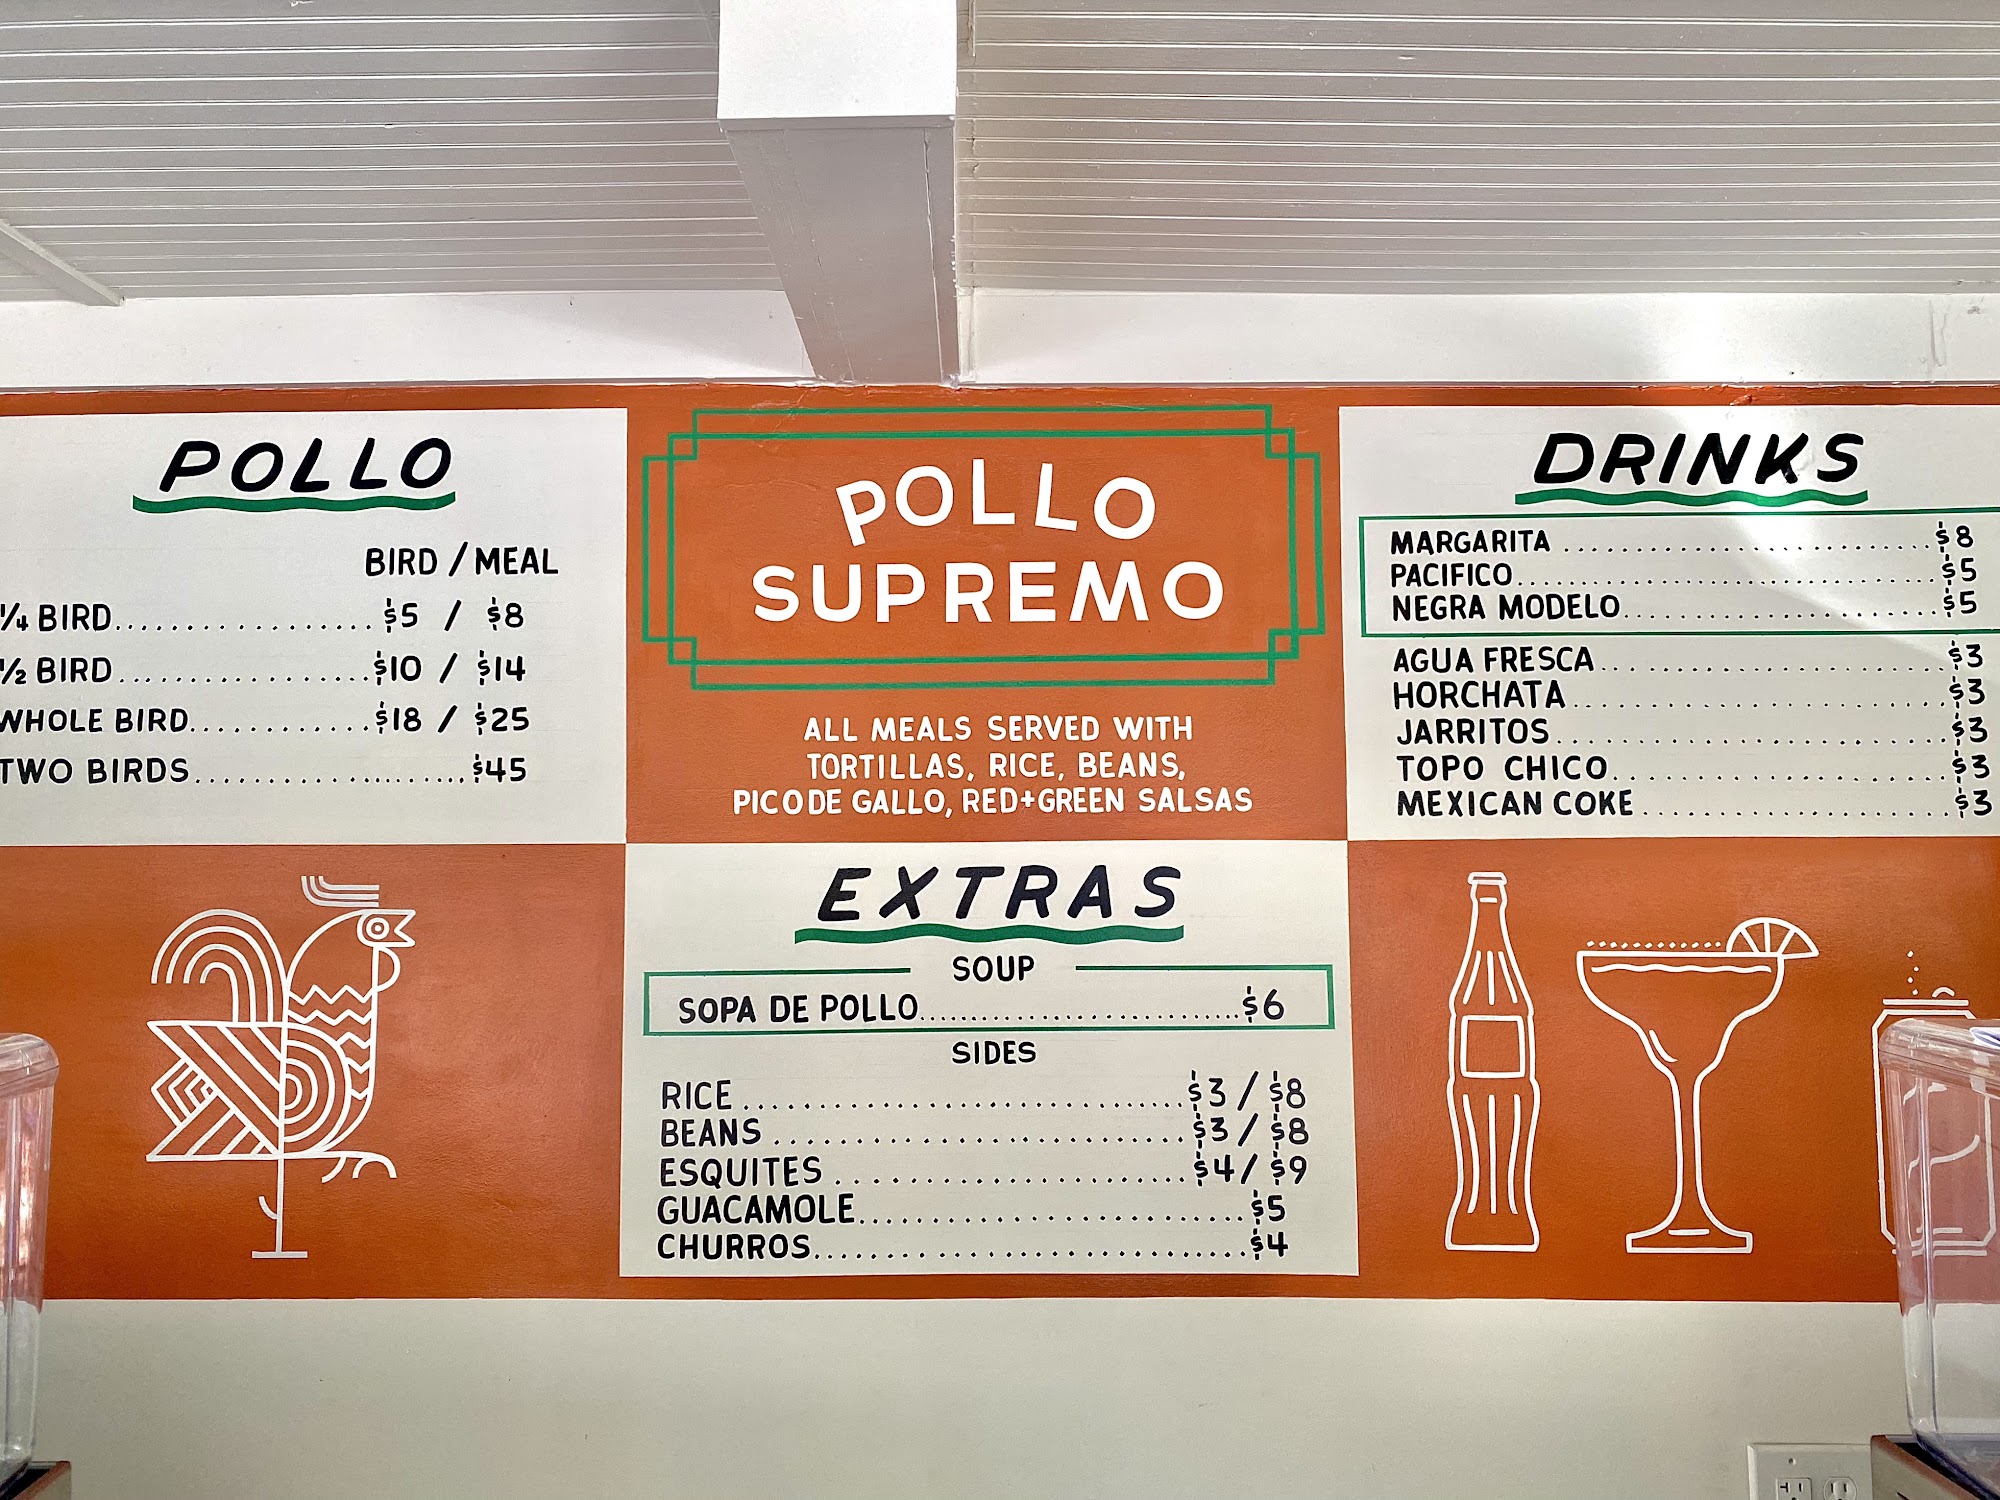 POLLO
BIRD / MEAL
1/4 BIRD................... $5 / $8
1/2 BIRD................... $10 / $14
WHOLE BIRD............. $18 / $25
TWO BIRDS.................... $45
POLLO
SUPREMO
ALL MEALS SERVED WITH
TORTILLAS, RICE, BEANS,
PICO DE GALLO, RED+GREEN SALSAS
EXTRAS
SOUP
SOPA DE POLLO........................ $6
SIDES
RICE................................ $3 / $8
BEANS.............................. $3 / $8
ESQUITES......................... $4 / $9
GUACAMOLE............................ $5
CHURROS................................ $4
DRINKS
MARGARITA........................... $8
PACIFICO.............................. $5
NEGRA MODELO....................... $5
AGUA FRESCA......................... $3
HORCHATA............................ $3
JARRITOS............................. $3
TOPO CHICO.......................... $3
MEXICAN COKE....................... $3